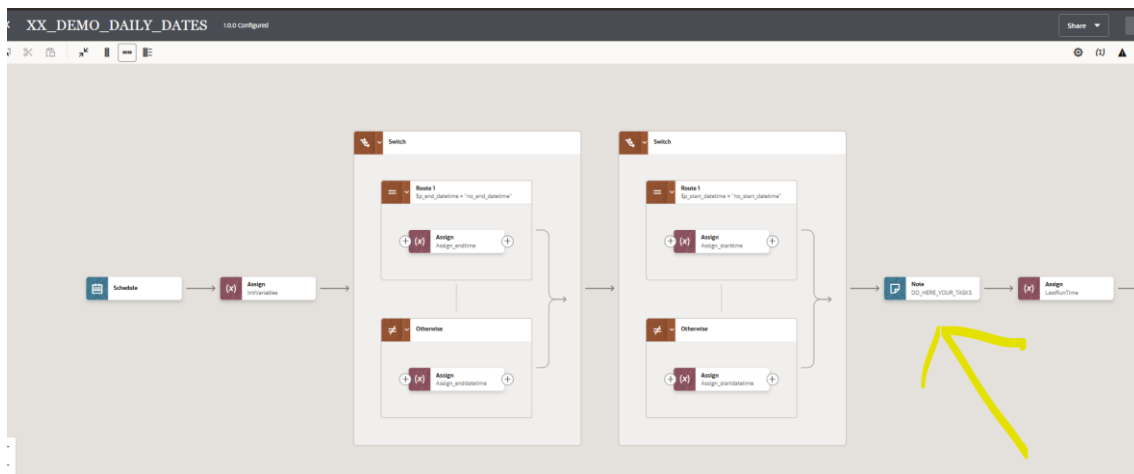 XX_DEMO_DAILY_DATES 1.0.0 Configured
Share
(1)
Switch
Switch
Route 1
$p_end_datetime = "no_end_datetime"
Route 1
$p_start_datetime = "no_start_datetime"
Assign
Assign_endtime
Assign
Assign_starttime
Schedule
Assign
InitVariables
Note
DO_HERE_YOUR_TASKS
Assign
LastRunTime
Otherwise
Otherwise
Assign
Assign_enddatetime
Assign
Assign_startdatetime